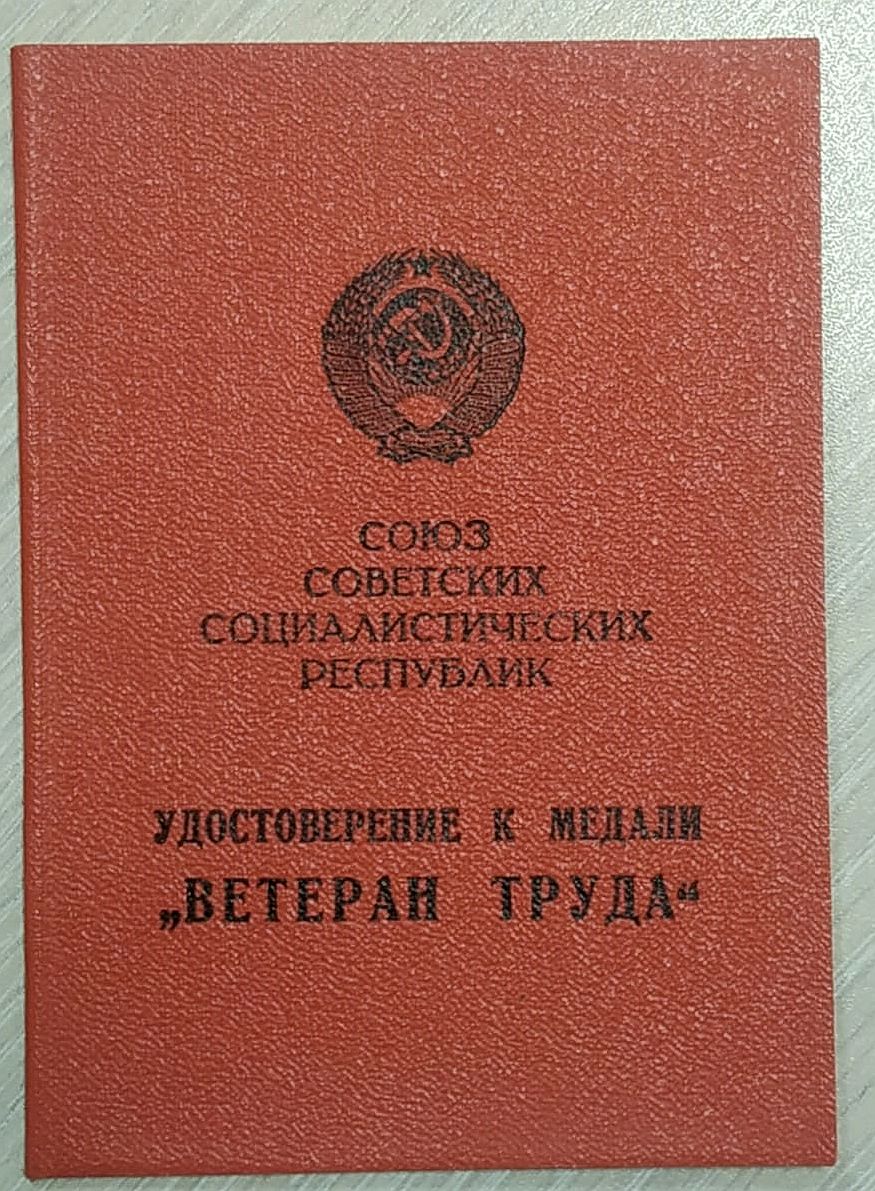 СОЮЗ
СОВЕТСКИХ
СОЦИАЛИСТИЧЕСКИХ
РЕСПУБЛИК
УДОСТОВЕРЕНИЕ К МЕДАЛИ
„ВЕТЕРАН ТРУДА“